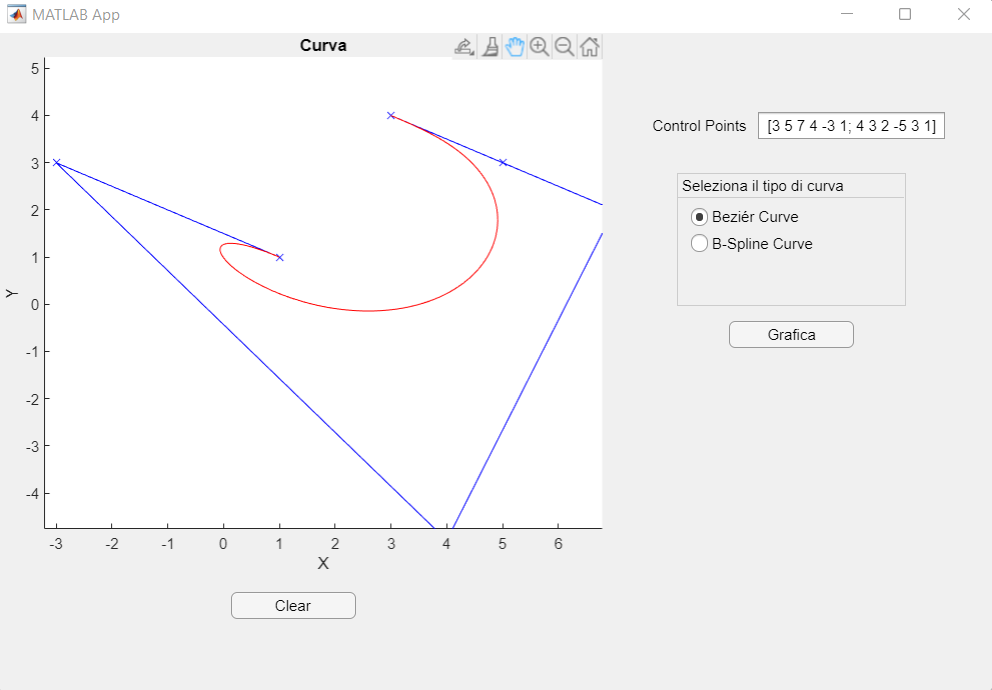 MATLAB App
Curva
5
4
3
2
1
0
-1
-2
-3
-4
Y
-3 -2 -1 0 1 2 3 4 5 6
X
Clear
Control Points [3 5 7 4 -3 1; 4 3 2 -5 3 1]
Seleziona il tipo di curva
Beziér Curve
B-Spline Curve
Grafica